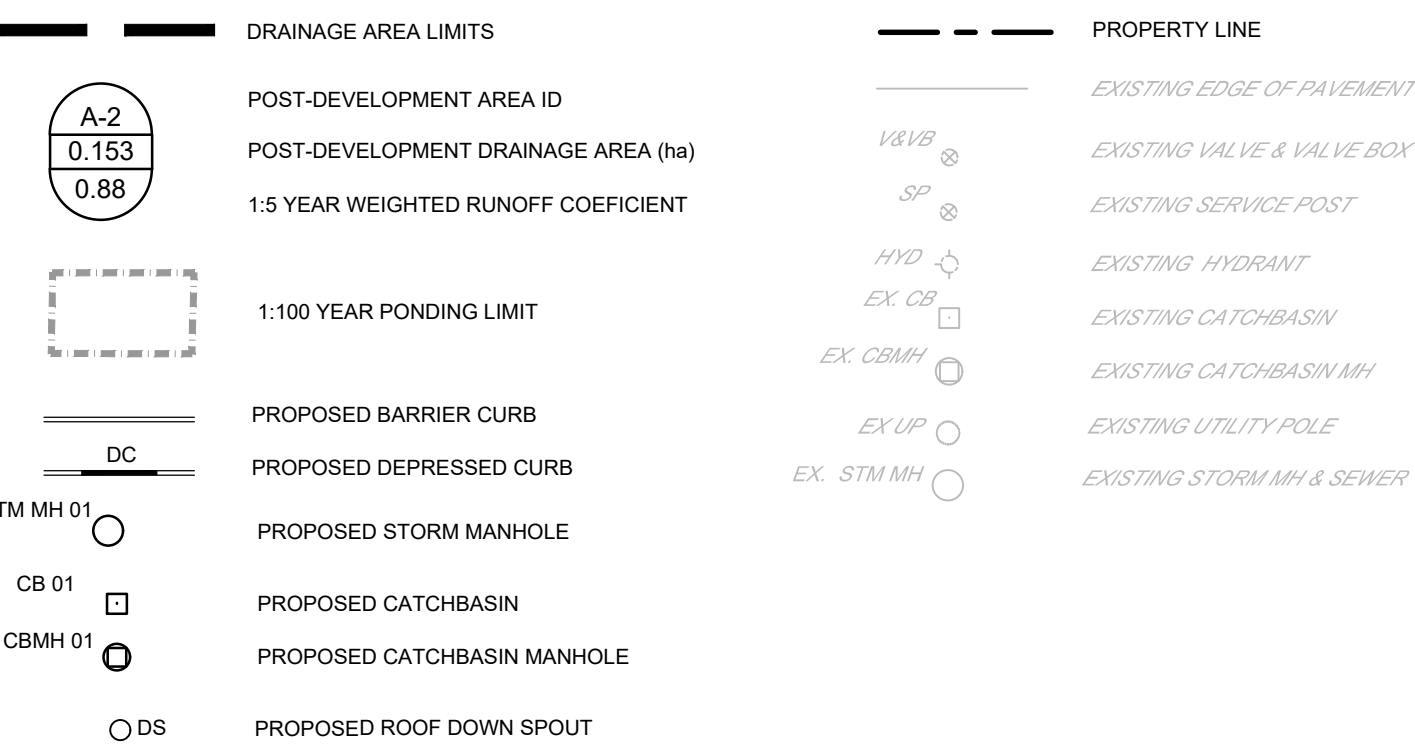 DRAINAGE AREA LIMITS
A-2
POST-DEVELOPMENT AREA ID
0.153
POST-DEVELOPMENT DRAINAGE AREA (ha)
0.88
1:5 YEAR WEIGHTED RUNOFF COEFICIENT
1:100 YEAR PONDING LIMIT
PROPOSED BARRIER CURB
DC
PROPOSED DEPRESSED CURB
TM MH 01
PROPOSED STORM MANHOLE
CB 01
PROPOSED CATCHBASIN
CBMH 01
PROPOSED CATCHBASIN MANHOLE
DS
PROPOSED ROOF DOWN SPOUT
PROPERTY LINE
EXISTING EDGE OF PAVEMENT
V&VB
EXISTING VALVE & VALVE BOX
SP
EXISTING SERVICE POST
HYD
EXISTING HYDRANT
EX. CB
EXISTING CATCHBASIN
EX. CBMH
EXISTING CATCHBASIN MH
EX UP
EXISTING UTILITY POLE
EX. STM MH
EXISTING STORM MH & SEWER